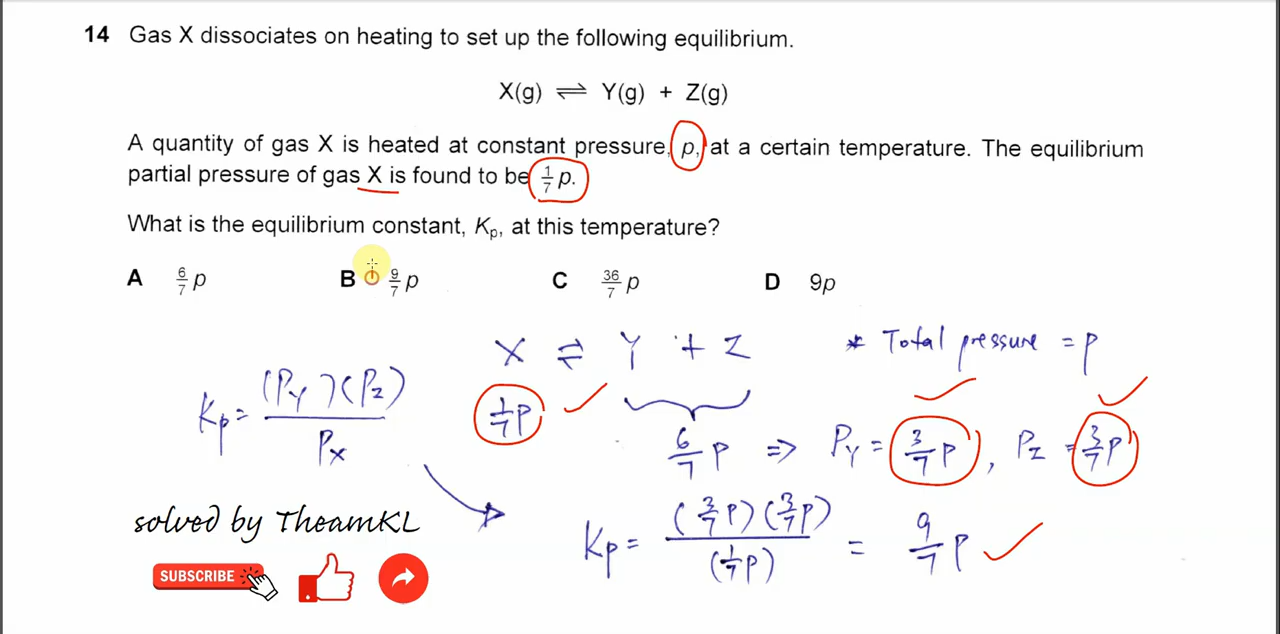 14 Gas X dissociates on heating to set up the following equilibrium.
X(g) ⇌ Y(g) + Z(g)
A quantity of gas X is heated at constant pressure, p, at a certain temperature. The equilibrium
partial pressure of gas X is found to be 1/7 p.
What is the equilibrium constant, Kp, at this temperature?
A 6/7 p B 9/7 p C 36/7 p D 9p
X ⇌ Y + Z * Total pressure = P
Kp = (PY)(PZ) / PX
1/7 P 6/7 P ⇒ PY = 3/7 P, PZ = 3/7 P
solved by TheamKL
Kp = (3/7 P)(3/7 P) / (1/7 P) = 9/7 P
SUBSCRIBE